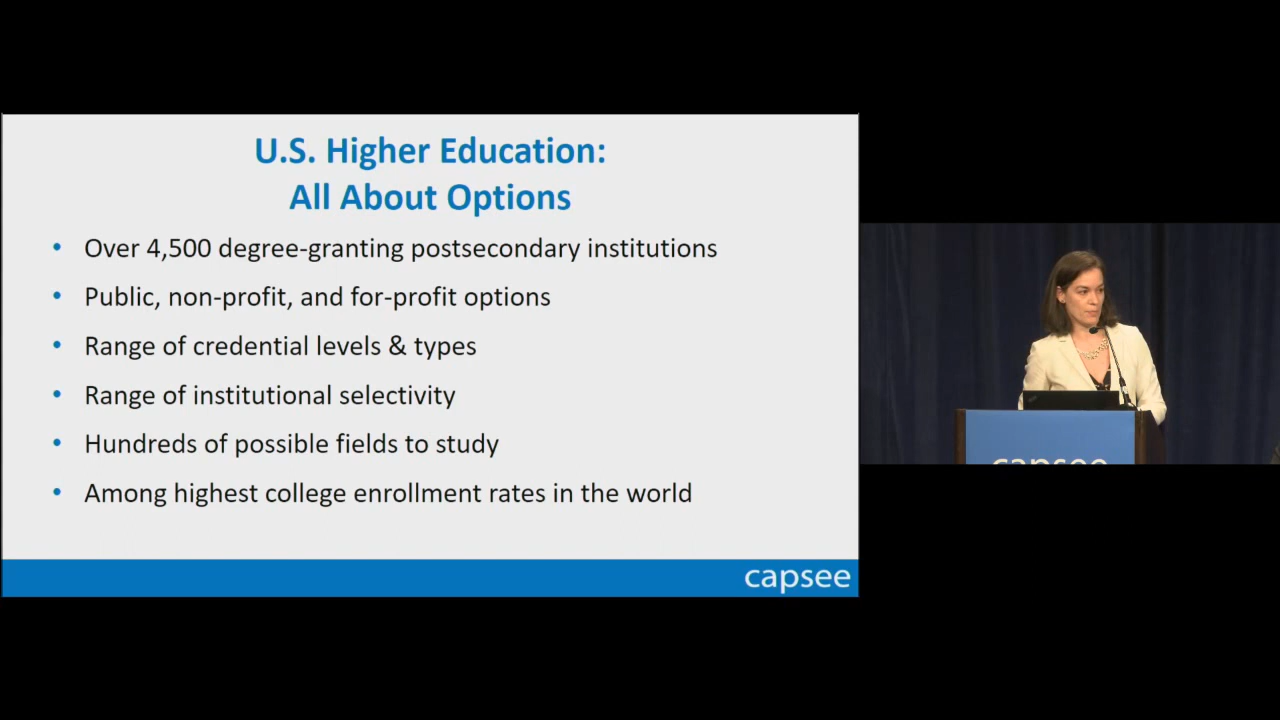 U.S. Higher Education:
All About Options
• Over 4,500 degree-granting postsecondary institutions
• Public, non-profit, and for-profit options
• Range of credential levels & types
• Range of institutional selectivity
• Hundreds of possible fields to study
• Among highest college enrollment rates in the world
capsee
capsee